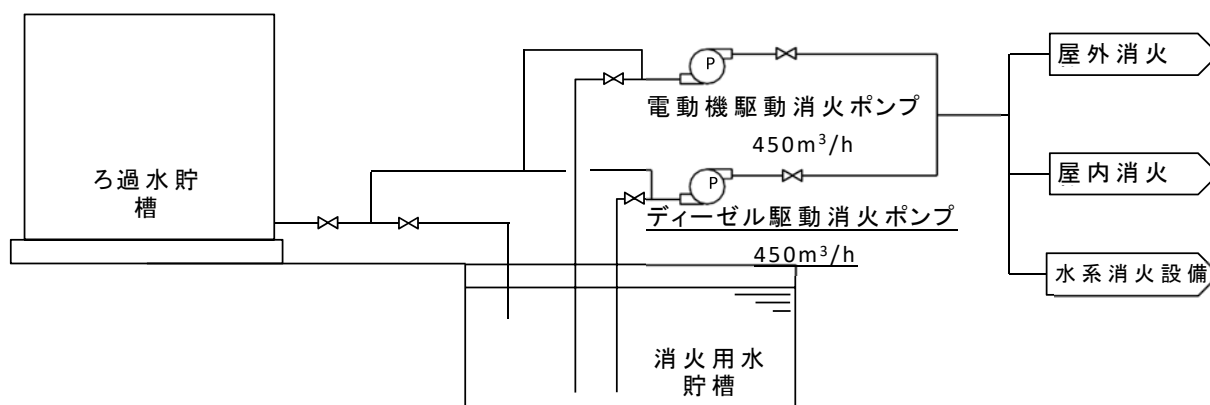 屋外消火
P
電動機駆動消火ポンプ
450m³/h
ろ過水貯
槽
屋内消火
P
ディーゼル駆動消火ポンプ
450m³/h
水系消火設備
消火用水
貯槽